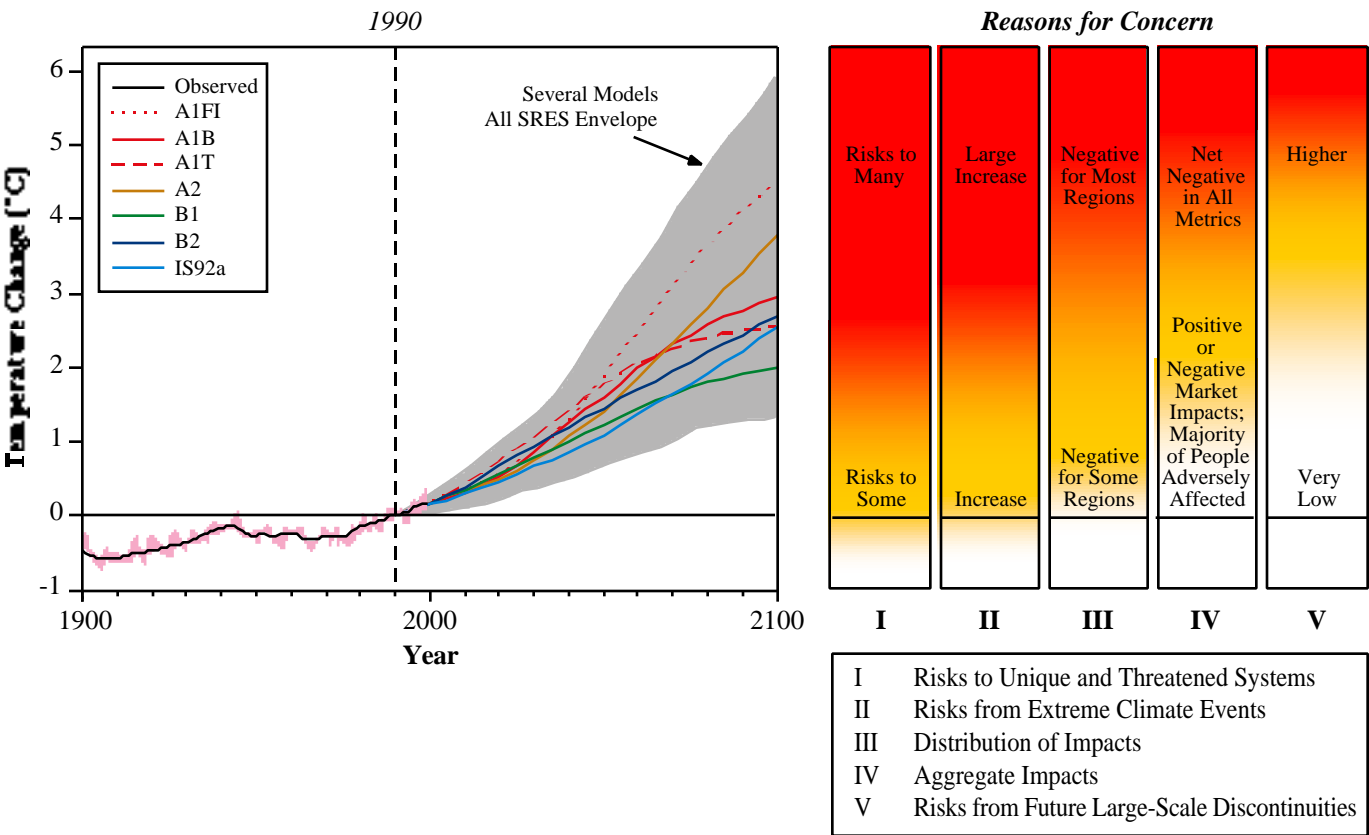 1990
6
5
4
3
2
1
0
-1
Temperature Change (°C)
Observed
A1FI
A1B
A1T
A2
B1
B2
IS92a
Several Models
All SRES Envelope
1900
2000
2100
Year
Reasons for Concern
Risks to
Many
Risks to
Some
Large
Increase
Increase
Negative
for Most
Regions
Negative
for Some
Regions
Net
Negative
in All
Metrics
Positive
or
Negative
Market
Impacts;
Majority
of People
Adversely
Affected
Higher
Very
Low
I
II
III
IV
V
I Risks to Unique and Threatened Systems
II Risks from Extreme Climate Events
III Distribution of Impacts
IV Aggregate Impacts
V Risks from Future Large-Scale Discontinuities